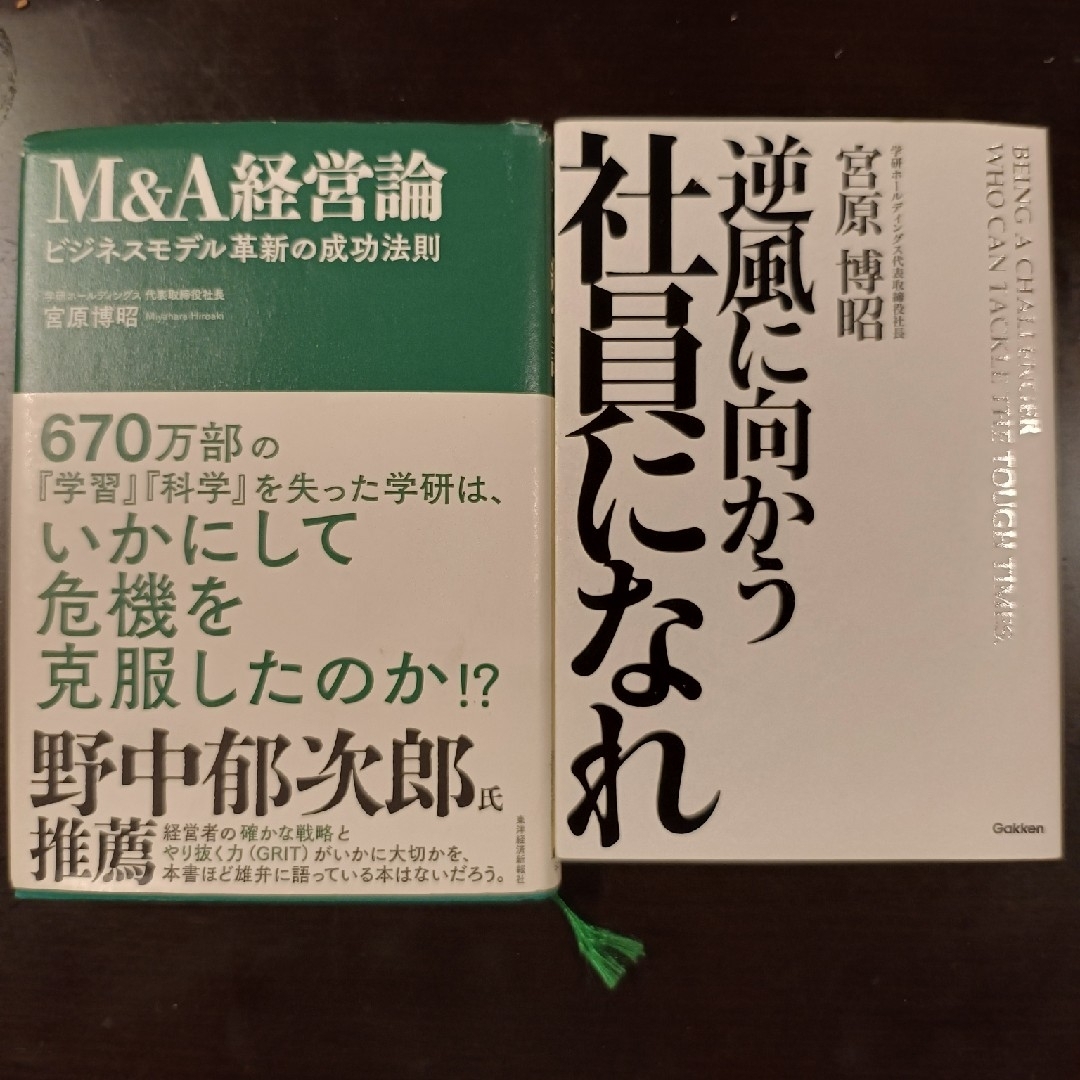 M&A経営論
ビジネスモデル革新の成功法則
学研ホールディングス 代表取締役社長
宮原博昭 Miyahara Hiroaki
670万部の
『学習』『科学』を失った学研は、
いかにして
危機を
克服したのか!?
野中郁次郎氏
推薦
経営者の確かな戦略と
やり抜く力(GRIT)がいかに大切かを、
本書ほど雄弁に語っている本はないだろう。
東洋経済新報社
逆風に向かう
社員になれ
学研ホールディングス代表取締役社長
宮原 博昭
BEING A CHALLENGER
WHO CAN TACKLE THE TOUGH TIMES.
Gakken